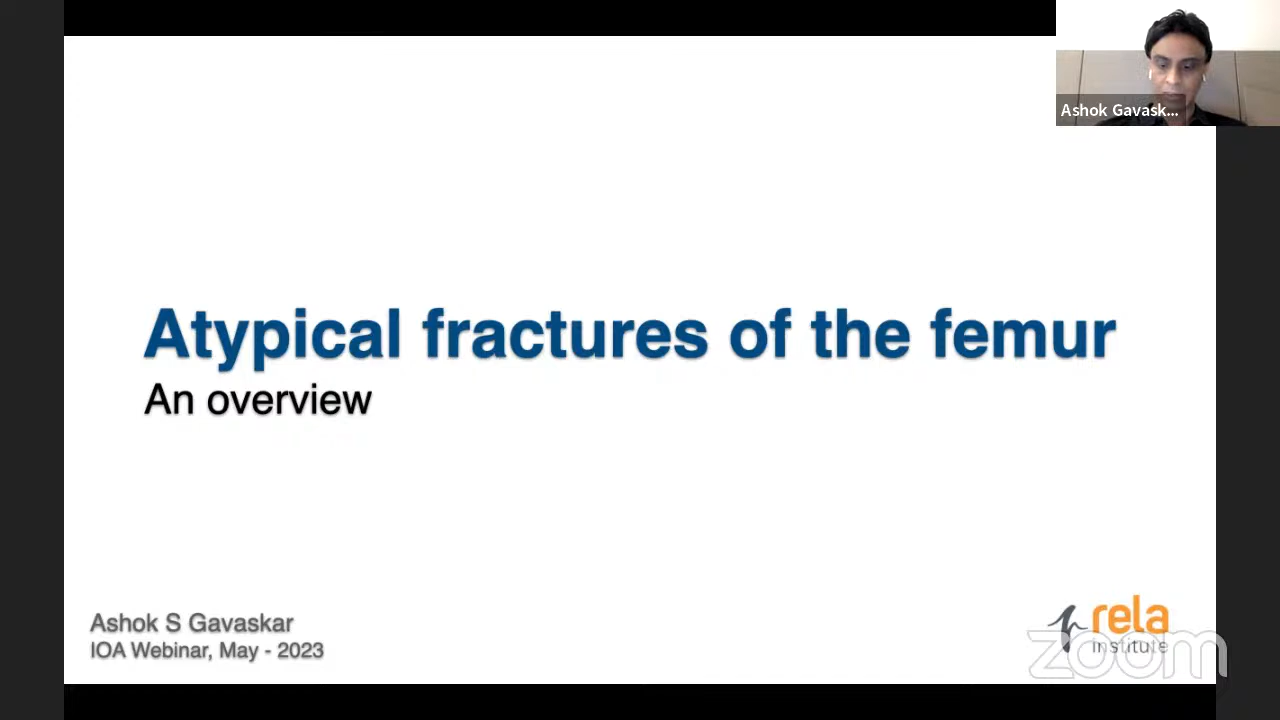 Ashok Gavask...
Atypical fractures of the femur
An overview
Ashok S Gavaskar
IOA Webinar, May - 2023
rela
institute
zoom